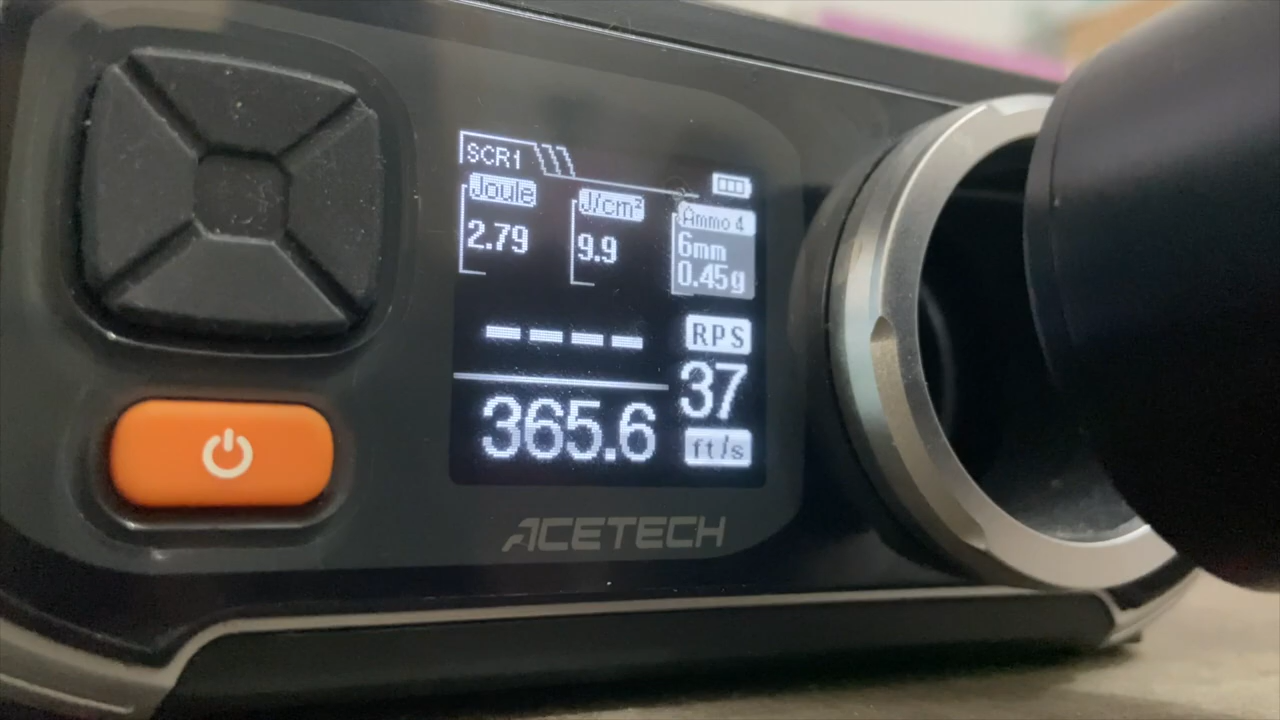 SCR1
Joule J/cm² Ammo 4
2.79 9.9 6mm
0.45g
---- RPS
37
365.6 ft/s
ACETECH